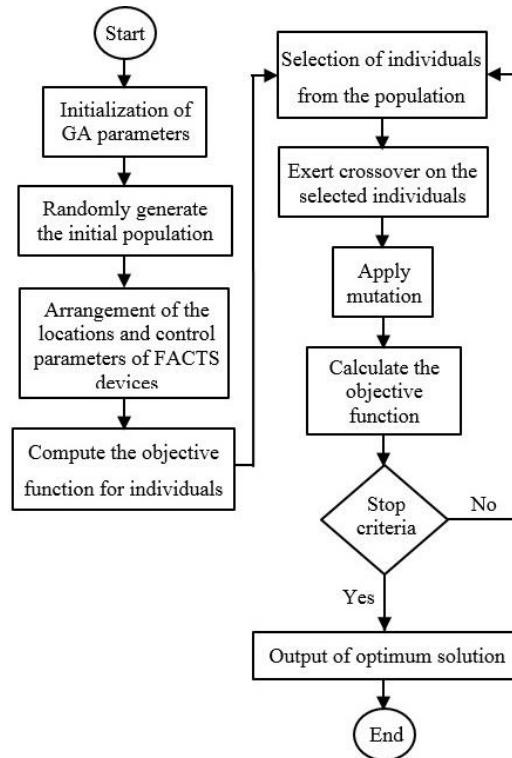 Start
Initialization of
GA parameters
Randomly generate
the initial population
Arrangement of the
locations and control
parameters of FACTS
devices
Compute the objective
function for individuals
Selection of individuals
from the population
Exert crossover on the
selected individuals
Apply
mutation
Calculate the
objective
function
Stop
criteria
No
Yes
Output of optimum solution
End